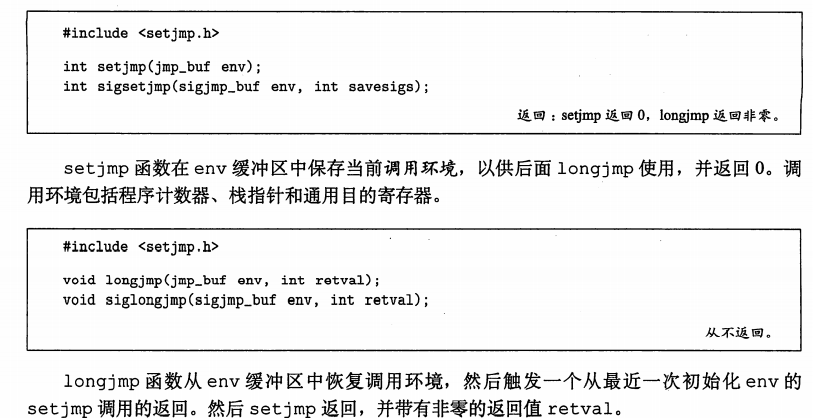 #include <setjmp.h>
int setjmp(jmp_buf env);
int sigsetjmp(sigjmp_buf env, int savesigs);
返回：setjmp 返回 0，longjmp 返回非零。
setjmp 函数在 env 缓冲区中保存当前调用环境，以供后面 longjmp 使用，并返回 0。调
用环境包括程序计数器、栈指针和通用目的寄存器。
#include <setjmp.h>
void longjmp(jmp_buf env, int retval);
void siglongjmp(sigjmp_buf env, int retval);
从不返回。
longjmp 函数从 env 缓冲区中恢复调用环境，然后触发一个从最近一次初始化 env 的
setjmp 调用的返回。然后 setjmp 返回，并带有非零的返回值 retval。